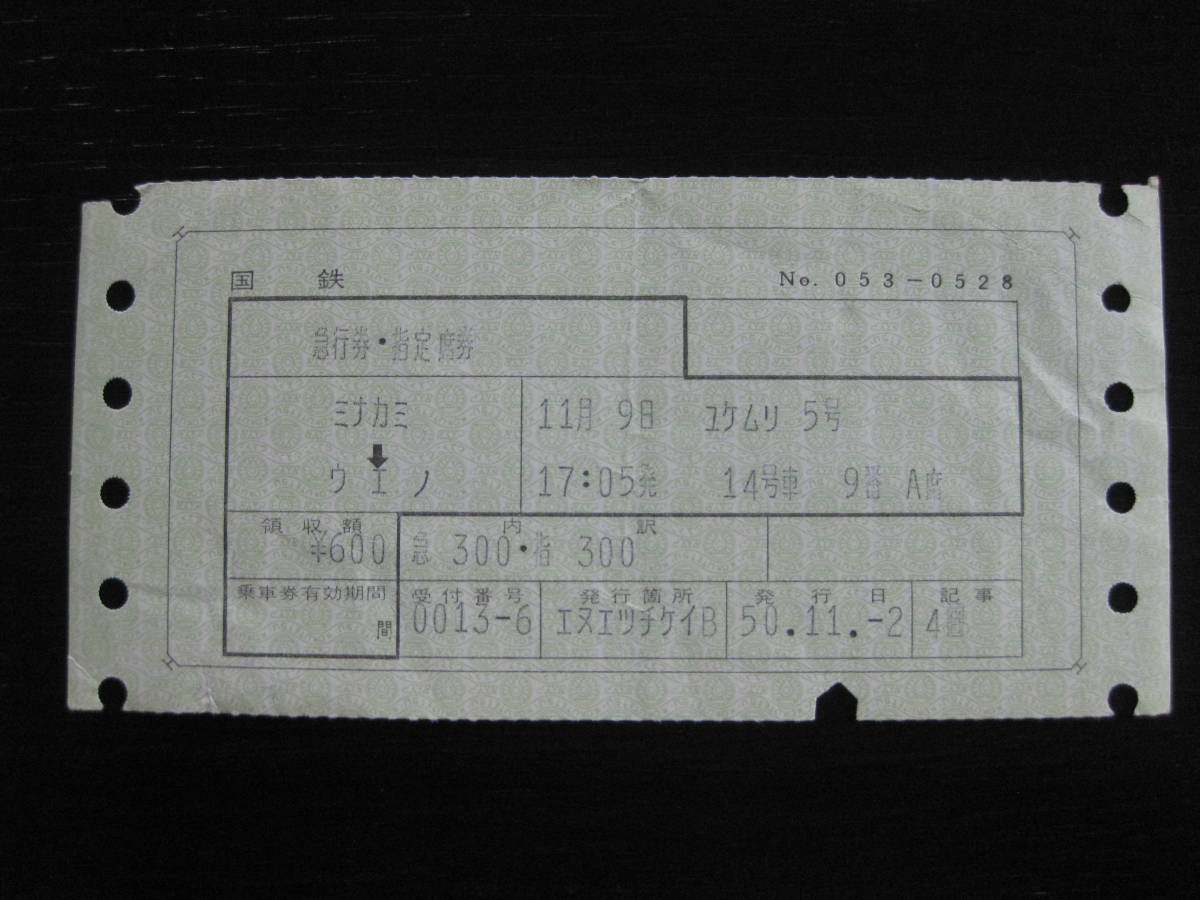 国鉄 No. 053-0528
急行券・指定席券
ミナカミ 11月 9日 ユケムリ 5号
⬇
ウエノ 17:05発 14号車 9番 A席
領収額 内訳
¥600 急 300・指 300
乗車券有効期間 受付番号 発行箇所 発行日 記事
間 0013-6 エヌエツチケイB 50.11.-2 4